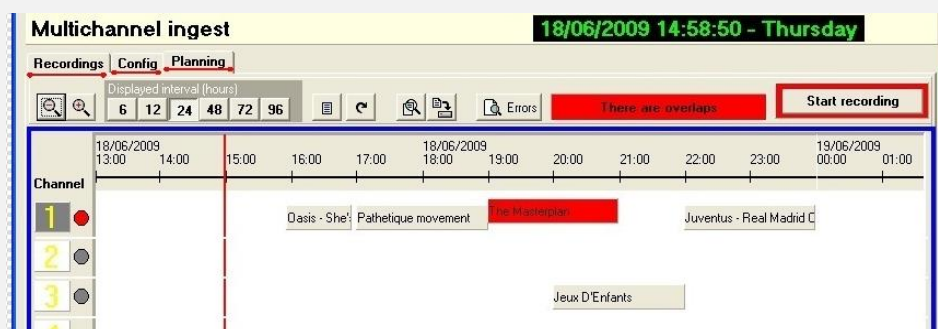 Multichannel ingest
18/06/2009 14:58:50 - Thursday
Recordings Config Planning
Displayed interval (hours)
6 12 24 48 72 96
Errors
There are overlaps
Start recording
18/06/2009 18/06/2009 19/06/2009
13:00 14:00 15:00 16:00 17:00 18:00 19:00 20:00 21:00 22:00 23:00 00:00 01:00
Channel
1
Oasis - She'
Pathetique movement
The Masterplan
Juventus - Real Madrid C
2
3
Jeux D'Enfants